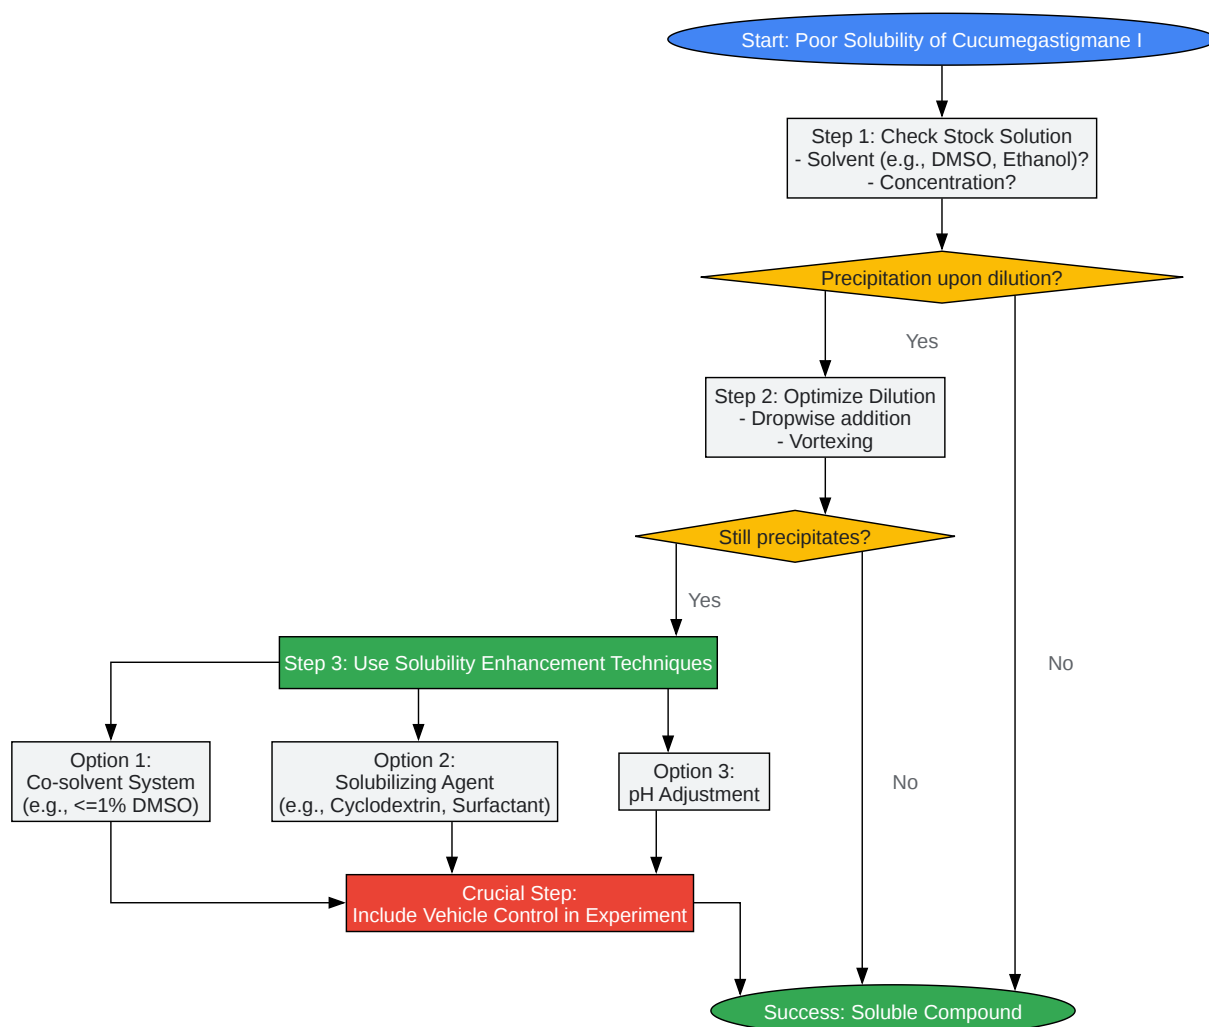 Start: Poor Solubility of Cucumegastigmane I
Step 1: Check Stock Solution
- Solvent (e.g., DMSO, Ethanol)?
- Concentration?
Precipitation upon dilution?
Yes
Step 2: Optimize Dilution
- Dropwise addition
- Vortexing
Still precipitates?
Yes
Step 3: Use Solubility Enhancement Techniques
No
Option 1:
Co-solvent System
(e.g., <=1% DMSO)
Option 2:
Solubilizing Agent
(e.g., Cyclodextrin, Surfactant)
Option 3:
pH Adjustment
No
Crucial Step:
Include Vehicle Control in Experiment
Success: Soluble Compound